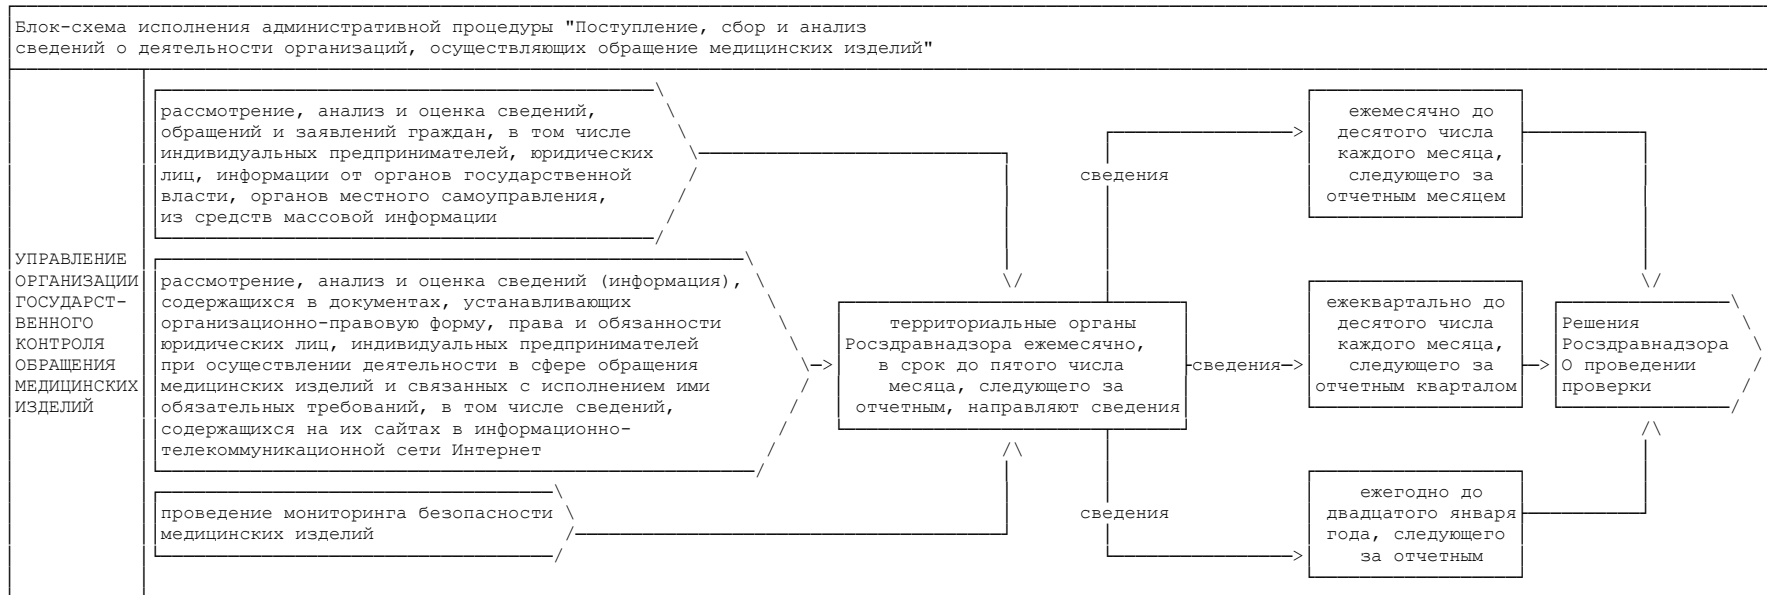 Блок-схема исполнения административной процедуры "Поступление, сбор и анализ
сведений о деятельности организаций, осуществляющих обращение медицинских изделий"
УПРАВЛЕНИЕ
ОРГАНИЗАЦИИ
ГОСУДАРСТ-
ВЕННОГО
КОНТРОЛЯ
ОБРАЩЕНИЯ
МЕДИЦИНСКИХ
ИЗДЕЛИЙ
рассмотрение, анализ и оценка сведений,
обращений и заявлений граждан, в том числе
индивидуальных предпринимателей, юридических
лиц, информации от органов государственной
власти, органов местного самоуправления,
из средств массовой информации
рассмотрение, анализ и оценка сведений (информация),
содержащихся в документах, устанавливающих
организационно-правовую форму, права и обязанности
юридических лиц, индивидуальных предпринимателей
при осуществлении деятельности в сфере обращения
медицинских изделий и связанных с исполнением ими
обязательных требований, в том числе сведений,
содержащихся на их сайтах в информационно-
телекоммуникационной сети Интернет
проведение мониторинга безопасности
медицинских изделий
территориальные органы
Росздравнадзора ежемесячно,
в срок до пятого числа
месяца, следующего за
отчетным, направляют сведения
сведения
сведения
сведения
ежемесячно до
десятого числа
каждого месяца,
следующего за
отчетным месяцем
ежеквартально до
десятого числа
каждого месяца,
следующего за
отчетным кварталом
ежегодно до
двадцатого января
года, следующего
за отчетным
Решения
Росздравнадзора
О проведении
проверки